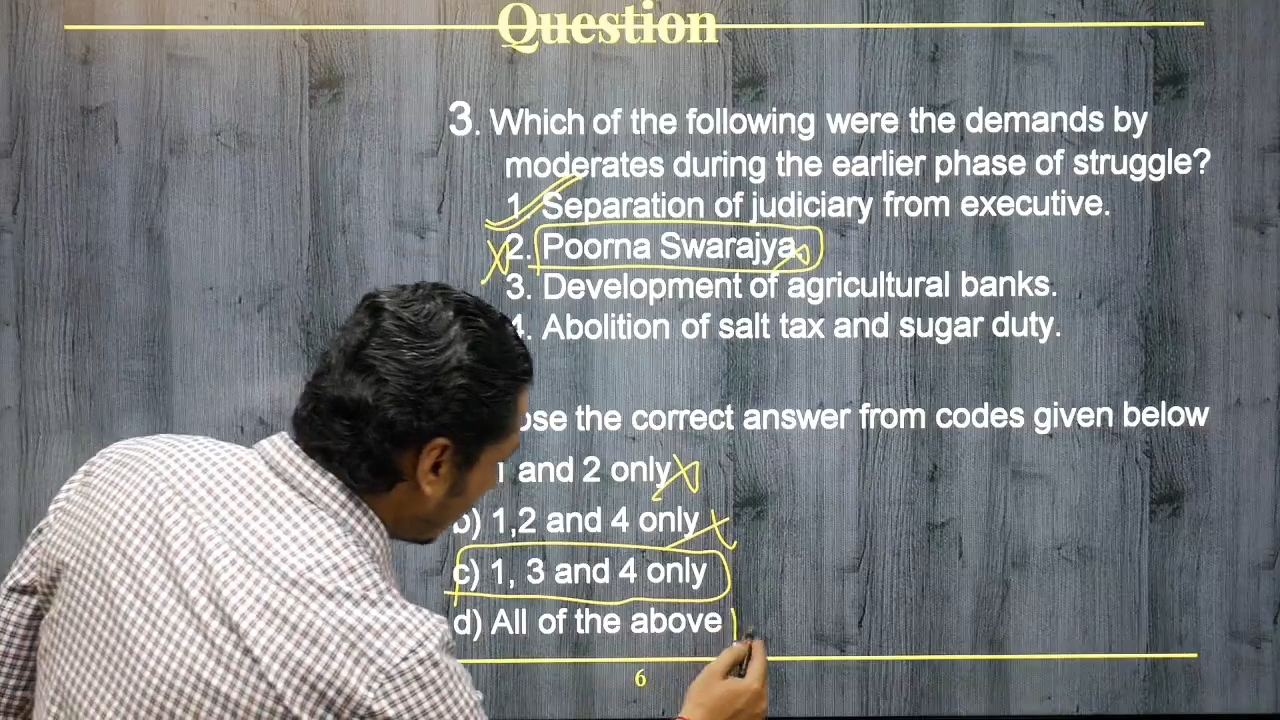 Question
3. Which of the following were the demands by
moderates during the earlier phase of struggle?
1. Separation of judiciary from executive.
2. Poorna Swarajya.
3. Development of agricultural banks.
4. Abolition of salt tax and sugar duty.
the correct answer from codes given below
1 and 2 only
b) 1,2 and 4 only
c) 1, 3 and 4 only
d) All of the above
6